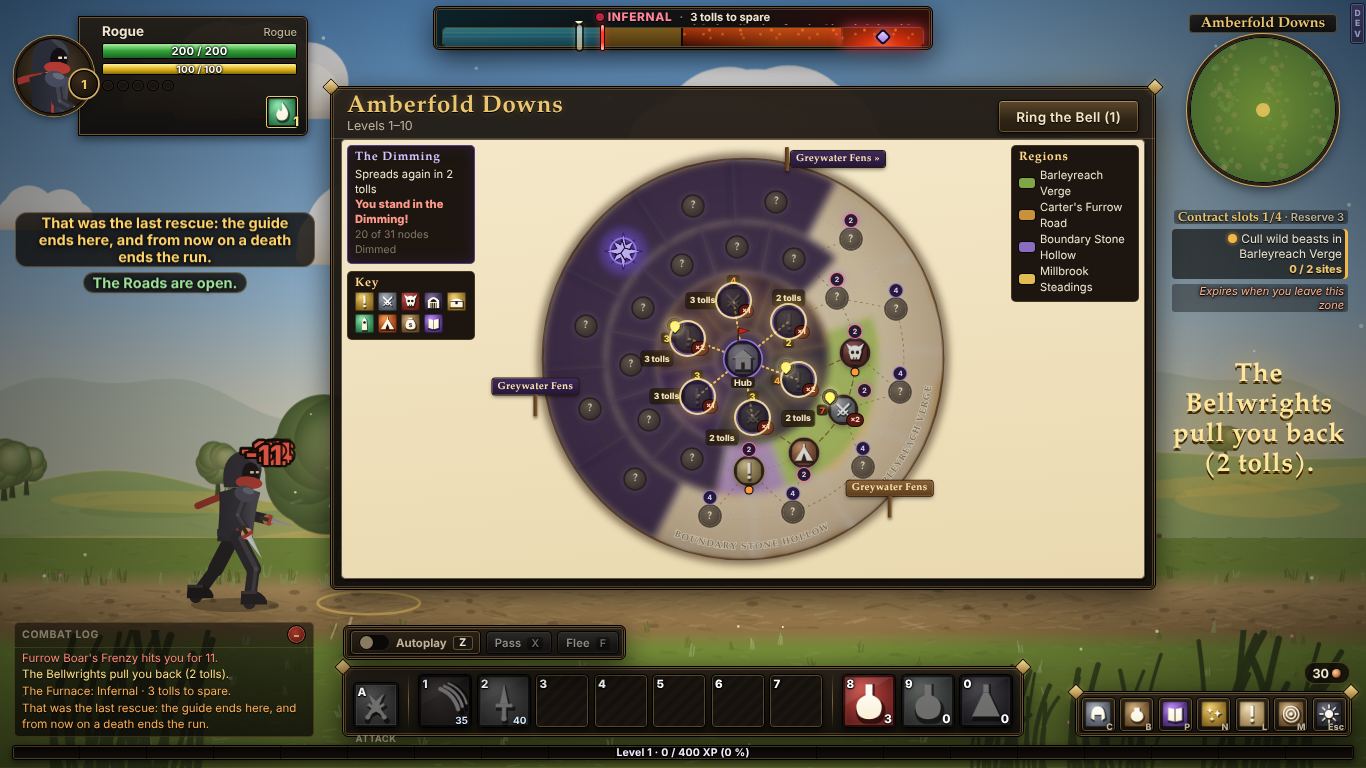 Rogue
Rogue
200 / 200
100 / 100
1
1
INFERNAL · 3 tolls to spare
Amberfold Downs
DEV
Amberfold Downs
Levels 1–10
Ring the Bell (1)
The Dimming
Spreads again in 2
tolls
You stand in the
Dimming!
20 of 31 nodes
Dimmed
Key
Greywater Fens »
Regions
Barleyreach
Verge
Carter's Furrow
Road
Boundary Stone
Hollow
Millbrook
Steadings
That was the last rescue: the guide
ends here, and from now on a death
ends the run.
The Roads are open.
Contract slots 1/4 · Reserve 3
Cull wild beasts in
Barleyreach Verge
0 / 2 sites
Expires when you leave this
zone
3 tolls
2 tolls
3 tolls
3 tolls
2 tolls
2 tolls
Hub
Greywater Fens
Greywater Fens
BOUNDARY STONE HOLLOW
The
Bellwrights
pull you back
(2 tolls).
-11
COMBAT LOG
Furrow Boar's Frenzy hits you for 11.
The Bellwrights pull you back (2 tolls).
The Furnace: Infernal · 3 tolls to spare.
That was the last rescue: the guide ends here, and
from now on a death ends the run.
Autoplay Z
Pass X
Flee F
A
ATTACK
1 35
2 40
3
4
5
6
7
8 3
9 0
0 0
30
C B P N L M Esc
Level 1 · 0 / 400 XP (0 %)